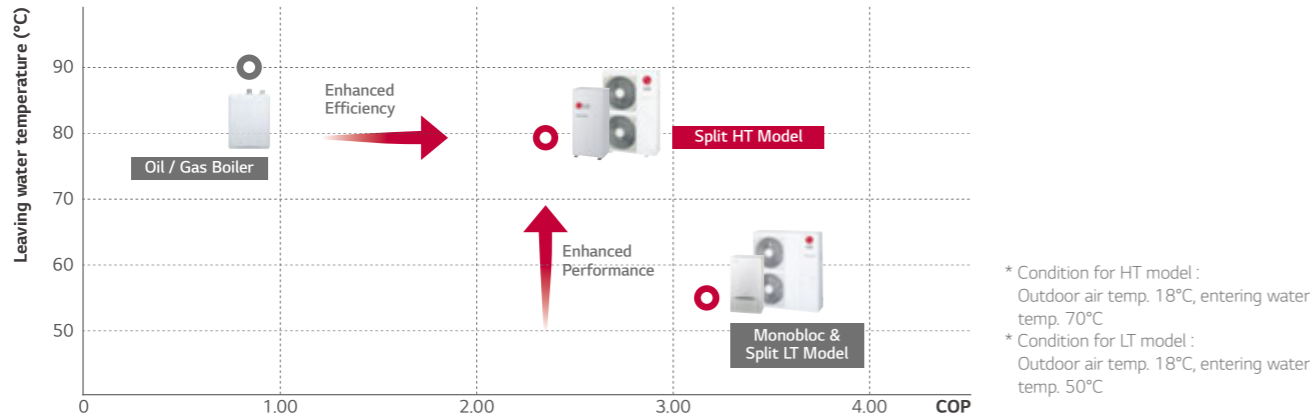 Leaving water temperature (°C)
90
80
70
60
50
0
1.00
2.00
3.00
4.00
COP
Oil / Gas Boiler
Enhanced
Efficiency
Split HT Model
Enhanced
Performance
Monobloc &
Split LT Model
* Condition for HT model :
Outdoor air temp. 18°C, entering water
temp. 70°C
* Condition for LT model :
Outdoor air temp. 18°C, entering water
temp. 50°C